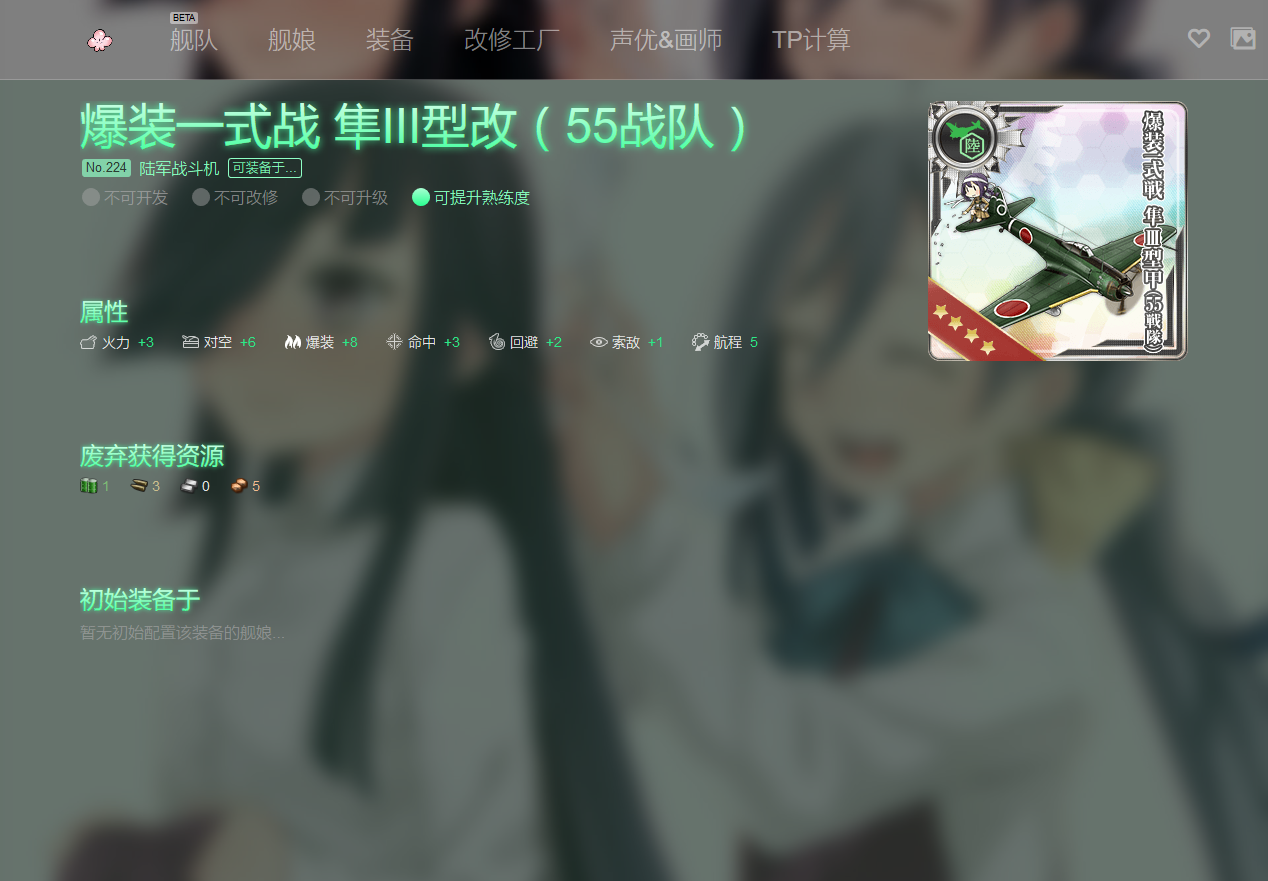 BETA
舰队 舰娘 装备 改修工厂 声优&画师 TP计算
爆装一式战 隼III型改（55战队）
No.224 陆军战斗机 可装备于...
不可开发 不可改修 不可升级 可提升熟练度
属性
火力 +3 对空 +6 爆装 +8 命中 +3 回避 +2 索敌 +1 航程 5
废弃获得资源
1 3 0 5
初始装备于
暂无初始配置该装备的舰娘...
陸
爆装一式戦 隼Ⅲ型甲(55戦隊)